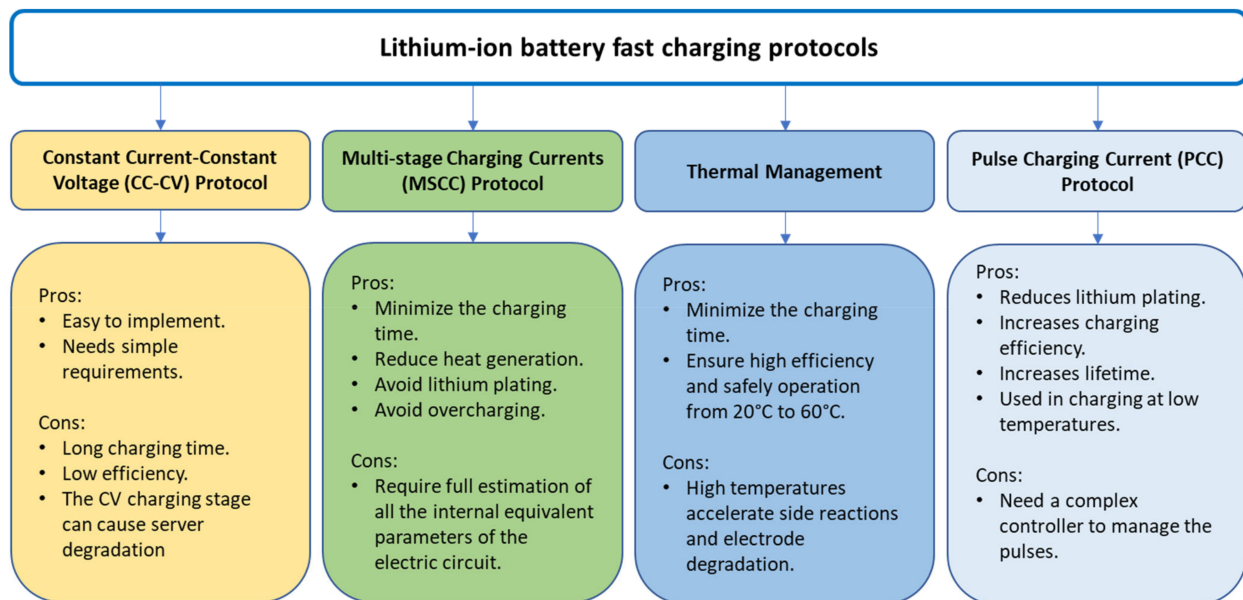 Lithium-ion battery fast charging protocols
Constant Current-Constant
Voltage (CC-CV) Protocol
Pros:
• Easy to implement.
• Needs simple
requirements.
Cons:
• Long charging time.
• Low efficiency.
• The CV charging stage
can cause server
degradation
Multi-stage Charging Currents
(MSCC) Protocol
Pros:
• Minimize the charging
time.
• Reduce heat generation.
• Avoid lithium plating.
• Avoid overcharging.
Cons:
• Require full estimation of
all the internal equivalent
parameters of the
electric circuit.
Thermal Management
Pros:
• Minimize the charging
time.
• Ensure high efficiency
and safely operation
from 20°C to 60°C.
Cons:
• High temperatures
accelerate side reactions
and electrode
degradation.
Pulse Charging Current (PCC)
Protocol
Pros:
• Reduces lithium plating.
• Increases charging
efficiency.
• Increases lifetime.
• Used in charging at low
temperatures.
Cons:
• Need a complex
controller to manage the
pulses.